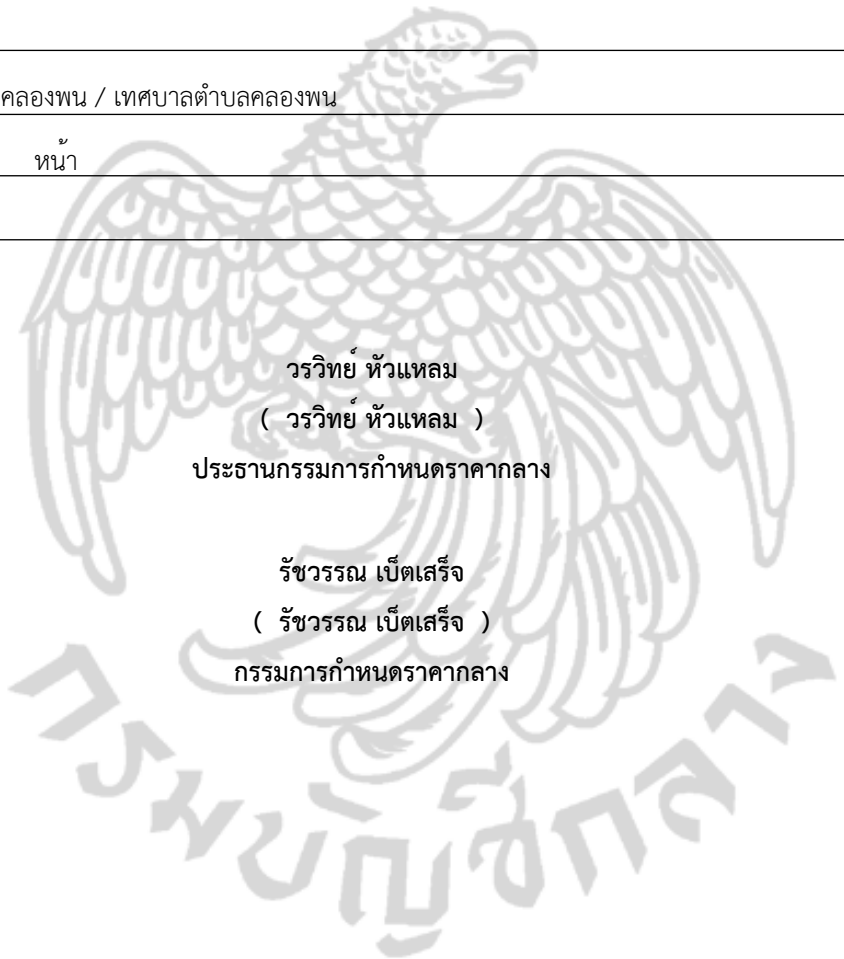 คลองพน / เทศบาลตำบลคลองพน
หน้า
วรวิทย์ หัวแหลม
( วรวิทย์ หัวแหลม )
ประธานกรรมการกำหนดราคากลาง
รัชวรรณ เบ็ตเสร็จ
( รัชวรรณ เบ็ตเสร็จ )
กรรมการกำหนดราคากลาง
กรมบัญชีกลาง